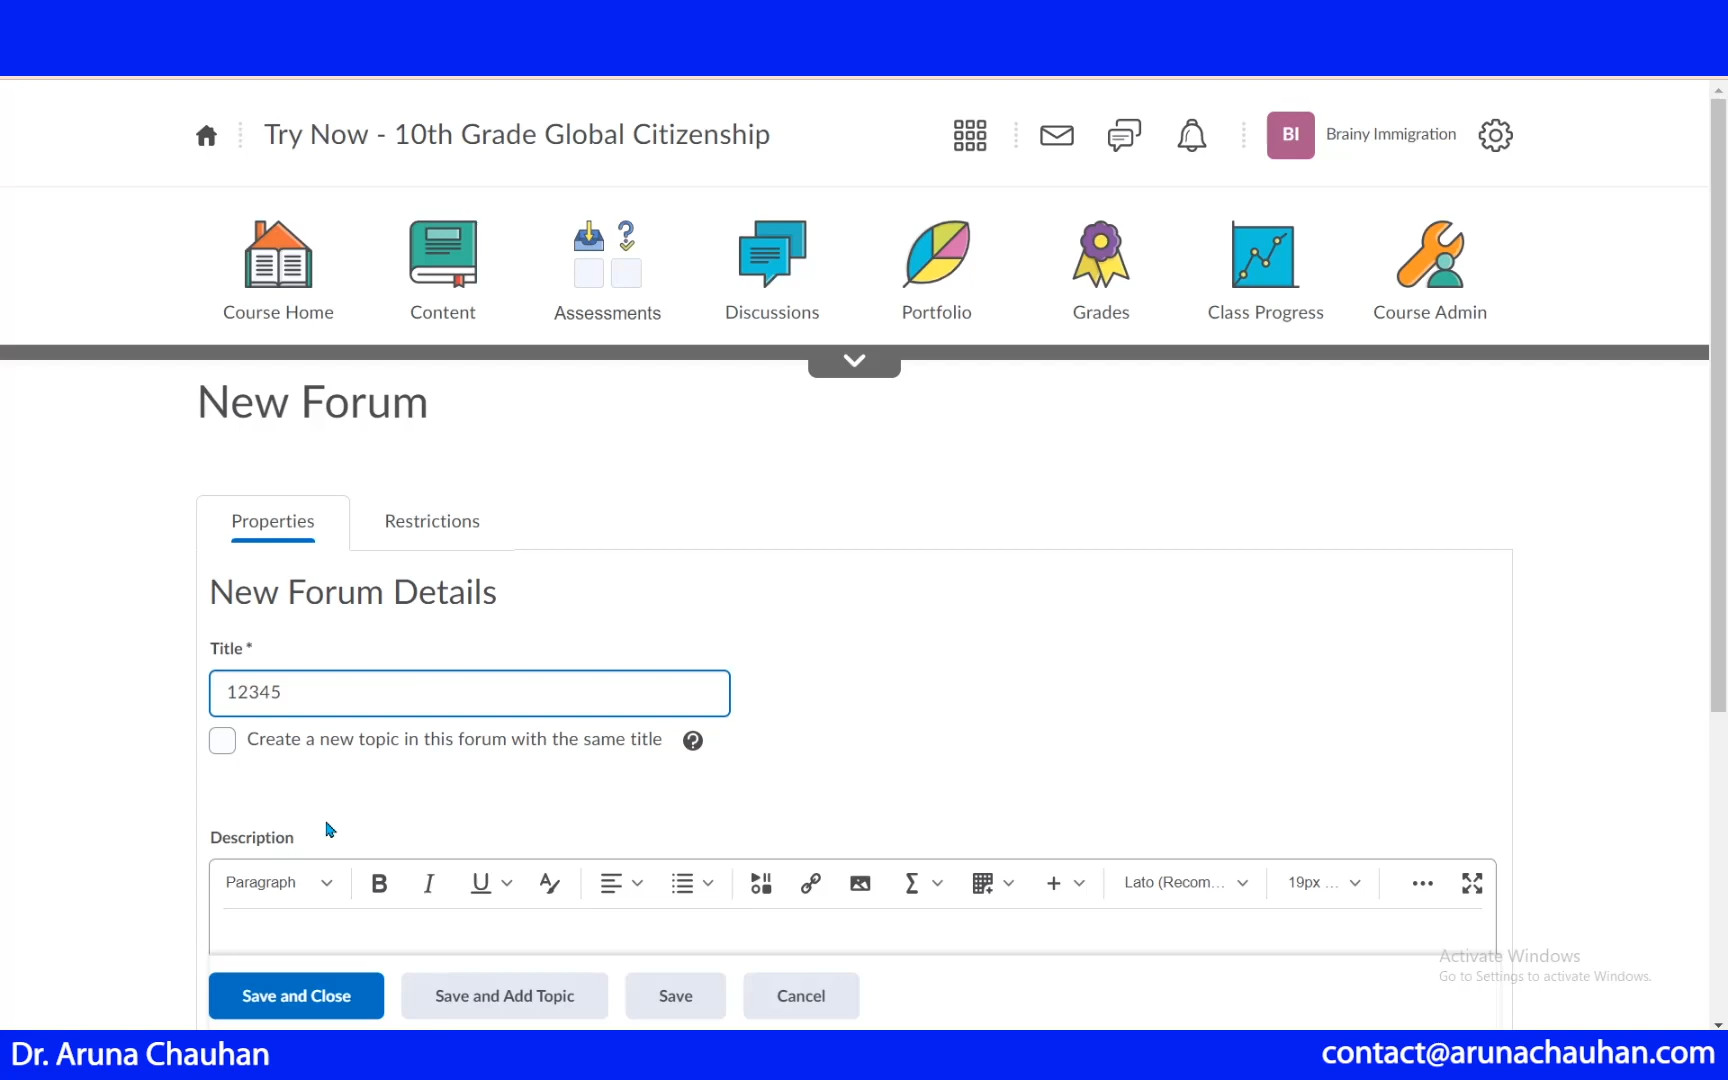 Try Now - 10th Grade Global Citizenship
BI
Brainy Immigration
Course Home
Content
Assessments
Discussions
Portfolio
Grades
Class Progress
Course Admin
New Forum
Properties
Restrictions
New Forum Details
Title *
12345
Create a new topic in this forum with the same title
Description
Paragraph
Lato (Recom...
19px ...
Activate Windows
Go to Settings to activate Windows.
Save and Close
Save and Add Topic
Save
Cancel
Dr. Aruna Chauhan
contact@arunachauhan.com